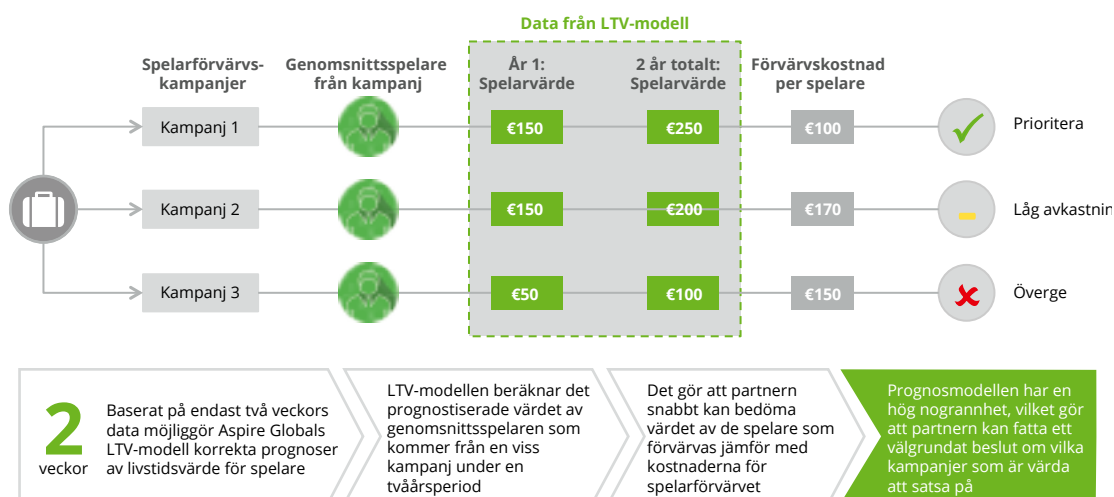 Data från LTV-modell
Spelarförvärvs-
kampanjer
Genomsnittsspelare
från kampanj
År 1:
Spelarvärde
2 år totalt:
Spelarvärde
Förvärvskostnad
per spelare
Kampanj 1
€150
€250
€100
Prioritera
Kampanj 2
€150
€200
€170
Låg avkastnin
Kampanj 3
€50
€100
€150
Överge
2
veckor
Baserat på endast två veckors
data möjliggör Aspire Globals
LTV-modell korrekta prognoser
av livstidsvärde för spelare
LTV-modellen beräknar det
prognostiserade värdet av
genomsnittsspelaren som
kommer från en viss
kampanj under en
tvåårsperiod
Det gör att partnern
snabbt kan bedöma
värdet av de spelare som
förvärvas jämför med
kostnaderna för
spelarförvärvet
Prognosmodellen har en
hög nogrannhet, vilket gör
att partnern kan fatta ett
välgrundat beslut om vilka
kampanjer som är värda
att satsa på